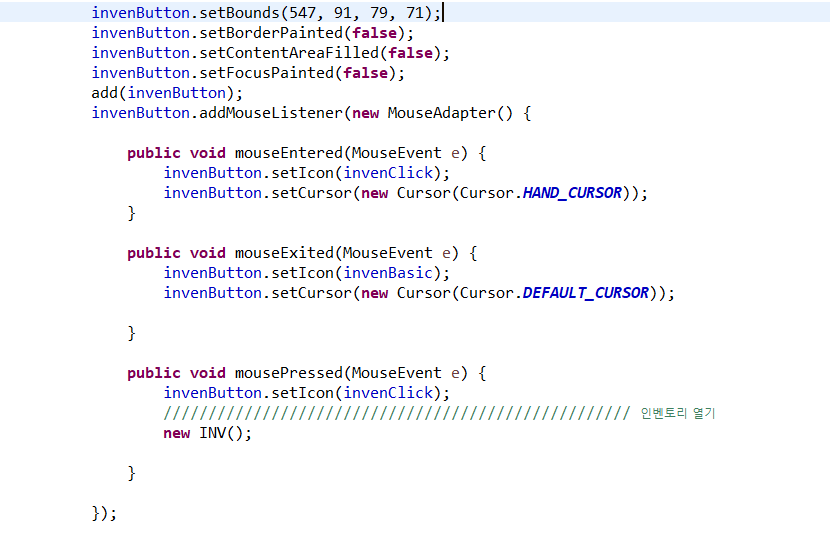 invenButton.setBounds(547, 91, 79, 71);
invenButton.setBorderPainted(false);
invenButton.setContentAreaFilled(false);
invenButton.setFocusPainted(false);
add(invenButton);
invenButton.addMouseListener(new MouseAdapter() {
public void mouseEntered(MouseEvent e) {
invenButton.setIcon(invenClick);
invenButton.setCursor(new Cursor(Cursor.HAND_CURSOR));
}
public void mouseExited(MouseEvent e) {
invenButton.setIcon(invenBasic);
invenButton.setCursor(new Cursor(Cursor.DEFAULT_CURSOR));
}
public void mousePressed(MouseEvent e) {
invenButton.setIcon(invenClick);
//////////////////////////////////////////////////// 인벤토리 열기
new INV();
}
});